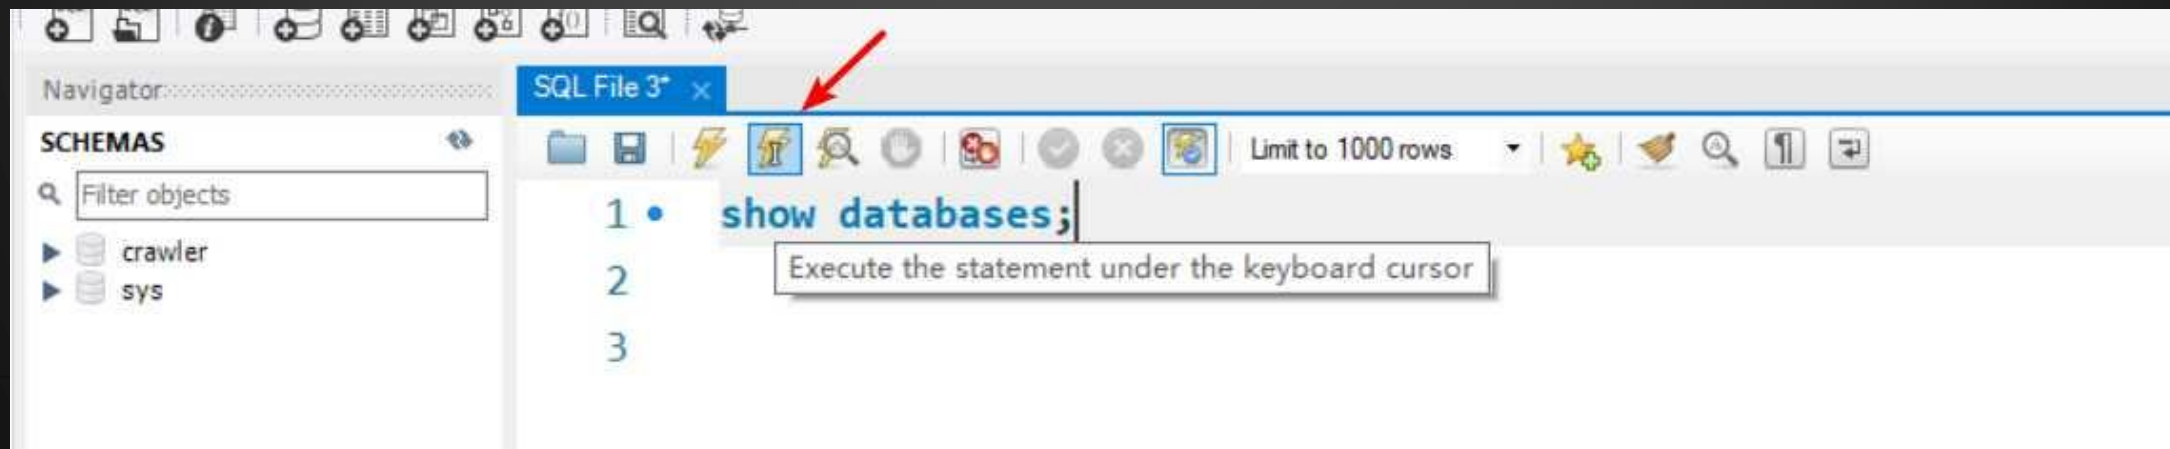 Navigator
SQL File 3* ×
SCHEMAS
Limit to 1000 rows
Filter objects
1 • show databases;
crawler
Execute the statement under the keyboard cursor
2
sys
3